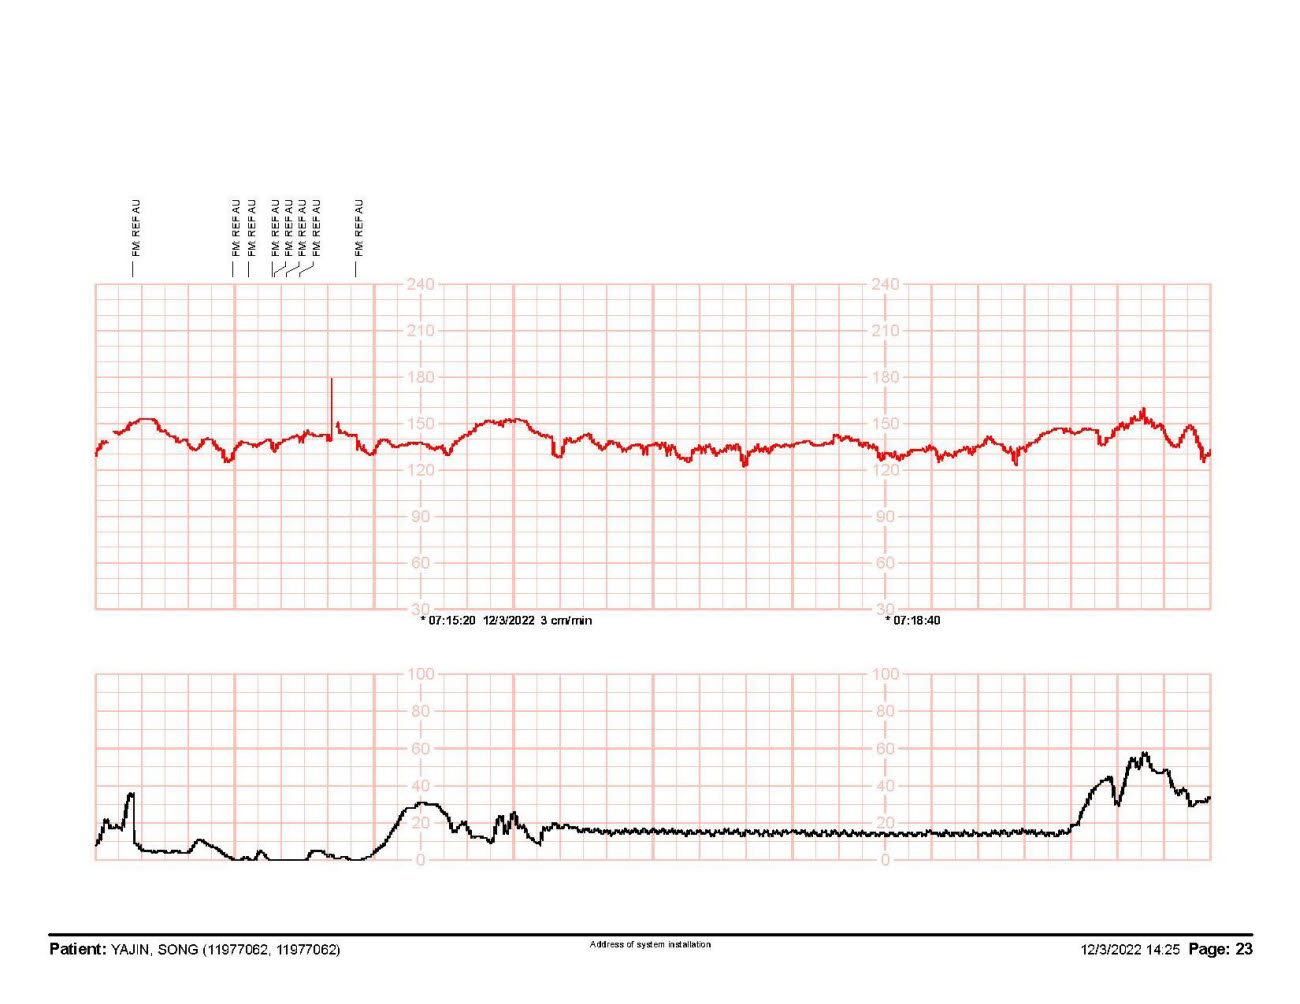 FM: REF AU
FM: REF AU
FM: REF AU
FM: REF AU
FM: REF AU
FM: REF AU
FM: REF AU
FM: REF AU
240 240
210 210
180 180
150 150
120 120
90 90
60 60
30 30
* 07:15:20 12/3/2022 3 cm/min * 07:18:40
100 100
80 80
60 60
40 40
20 20
0 0
Patient: YAJIN, SONG (11977062, 11977062) Address of system installation 12/3/2022 14:25 Page: 23